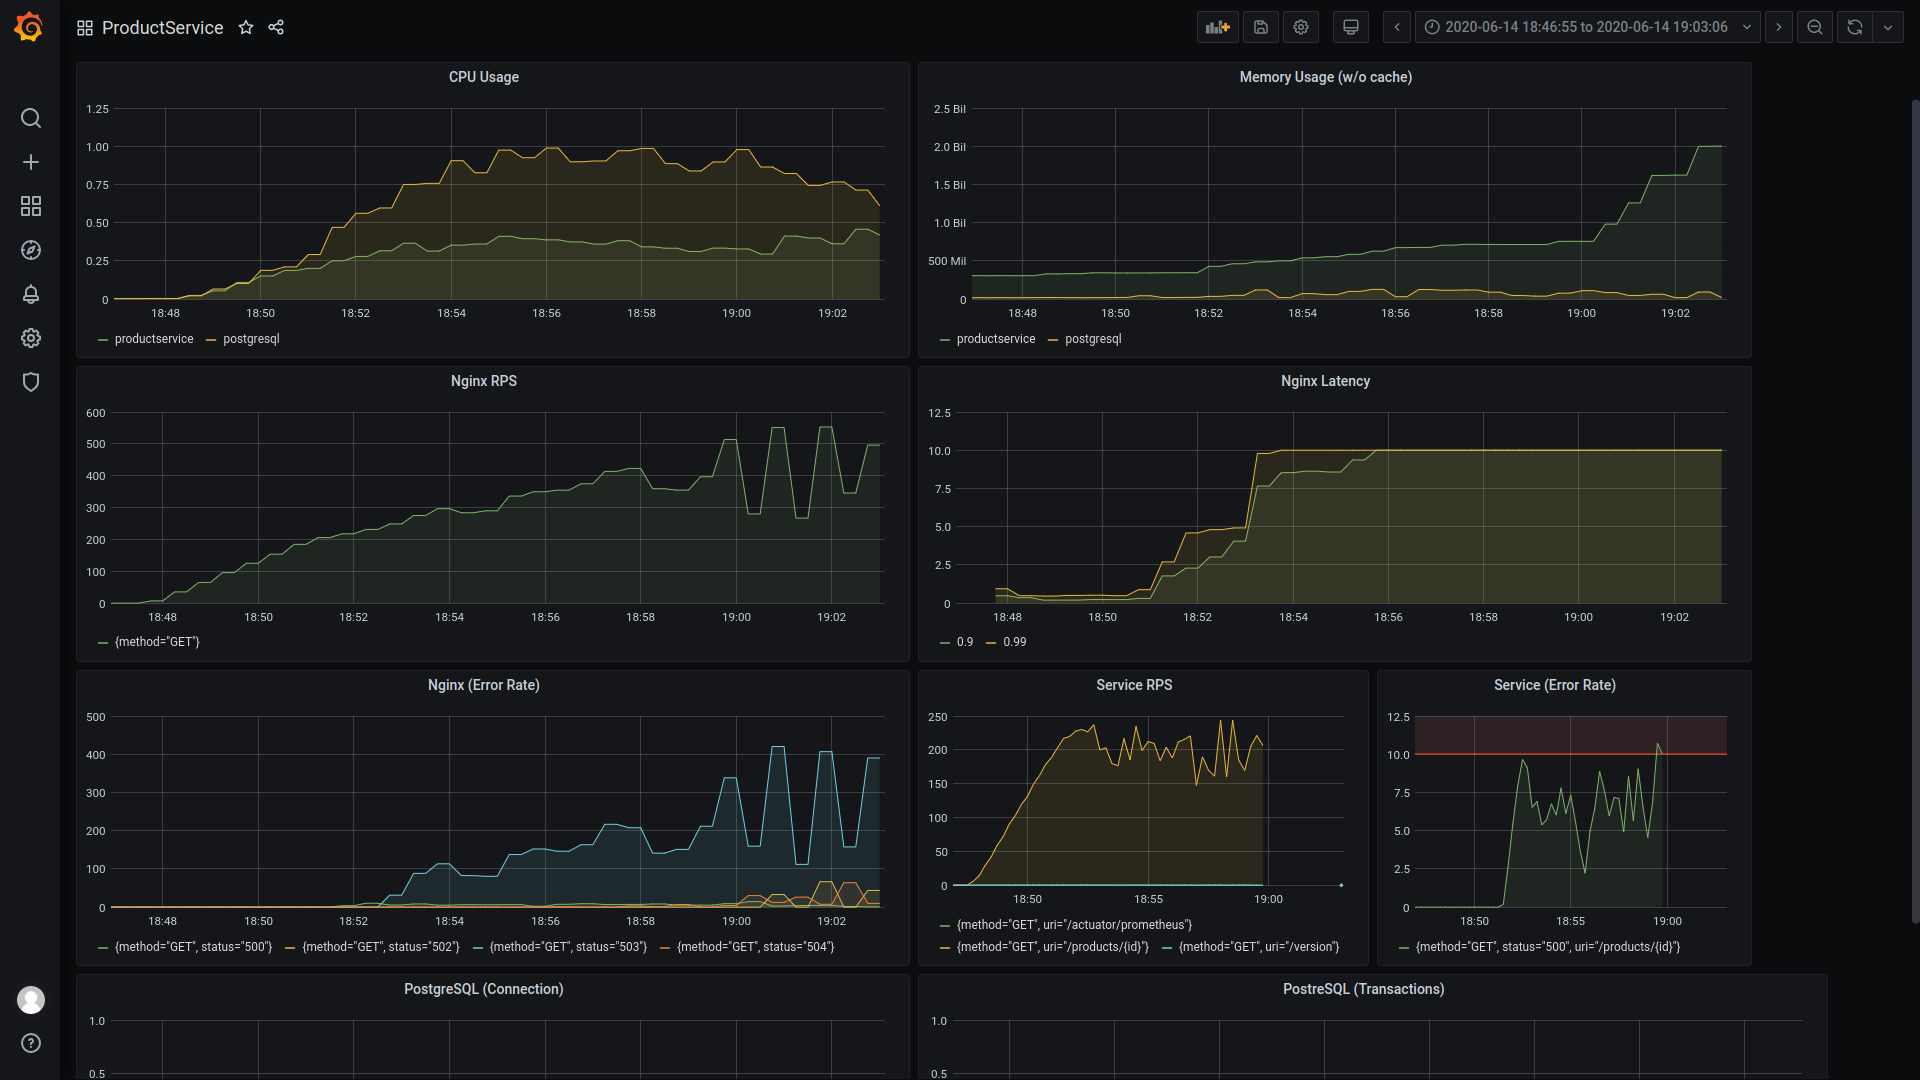 ProductService
2020-06-14 18:46:55 to 2020-06-14 19:03:06
CPU Usage
1.25
1.00
0.75
0.50
0.25
0
18:48 18:50 18:52 18:54 18:56 18:58 19:00 19:02
productservice postgresql
Memory Usage (w/o cache)
2.5 Bil
2.0 Bil
1.5 Bil
1.0 Bil
500 Mil
0
18:48 18:50 18:52 18:54 18:56 18:58 19:00 19:02
productservice postgresql
Nginx RPS
600
500
400
300
200
100
0
18:48 18:50 18:52 18:54 18:56 18:58 19:00 19:02
{method="GET"}
Nginx Latency
12.5
10.0
7.5
5.0
2.5
0
18:48 18:50 18:52 18:54 18:56 18:58 19:00 19:02
0.9 0.99
Nginx (Error Rate)
500
400
300
200
100
0
18:48 18:50 18:52 18:54 18:56 18:58 19:00 19:02
{method="GET", status="500"} {method="GET", status="502"} {method="GET", status="503"} {method="GET", status="504"}
Service RPS
250
200
150
100
50
0
18:50 18:55 19:00
{method="GET", uri="/actuator/prometheus"}
{method="GET", uri="/products/{id}"} {method="GET", uri="/version"}
Service (Error Rate)
12.5
10.0
7.5
5.0
2.5
0
18:50 18:55 19:00
{method="GET", status="500", uri="/products/{id}"}
PostgreSQL (Connection)
1.0
0.5
PostreSQL (Transactions)
1.0
0.5